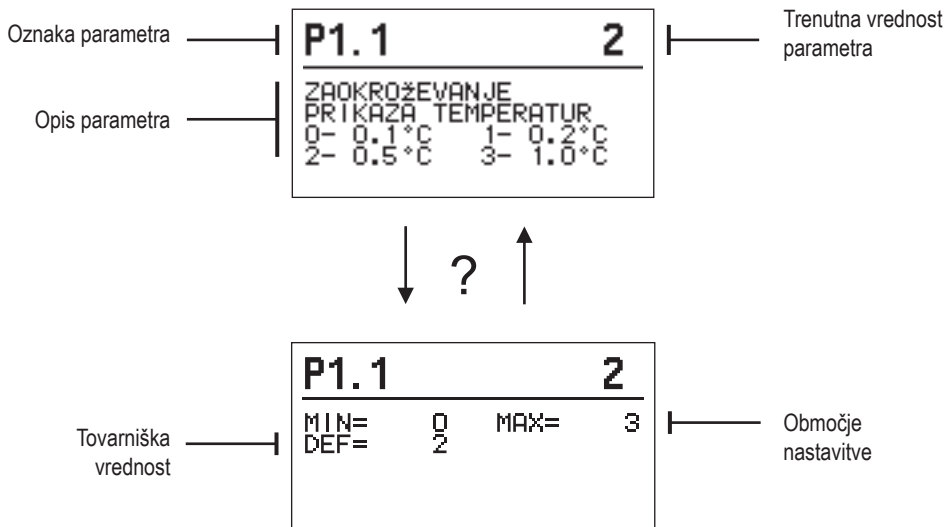 Oznaka parametra
P1.1 2
Trenutna vrednost
parametra
Opis parametra
ZAOKROžEVANJE
PRIKAZA TEMPERATUR
0- 0.1°C 1- 0.2°C
2- 0.5°C 3- 1.0°C
?
P1.1 2
Tovarniška
vrednost
MIN= 0 MAX= 3
DEF= 2
Območje
nastavitve